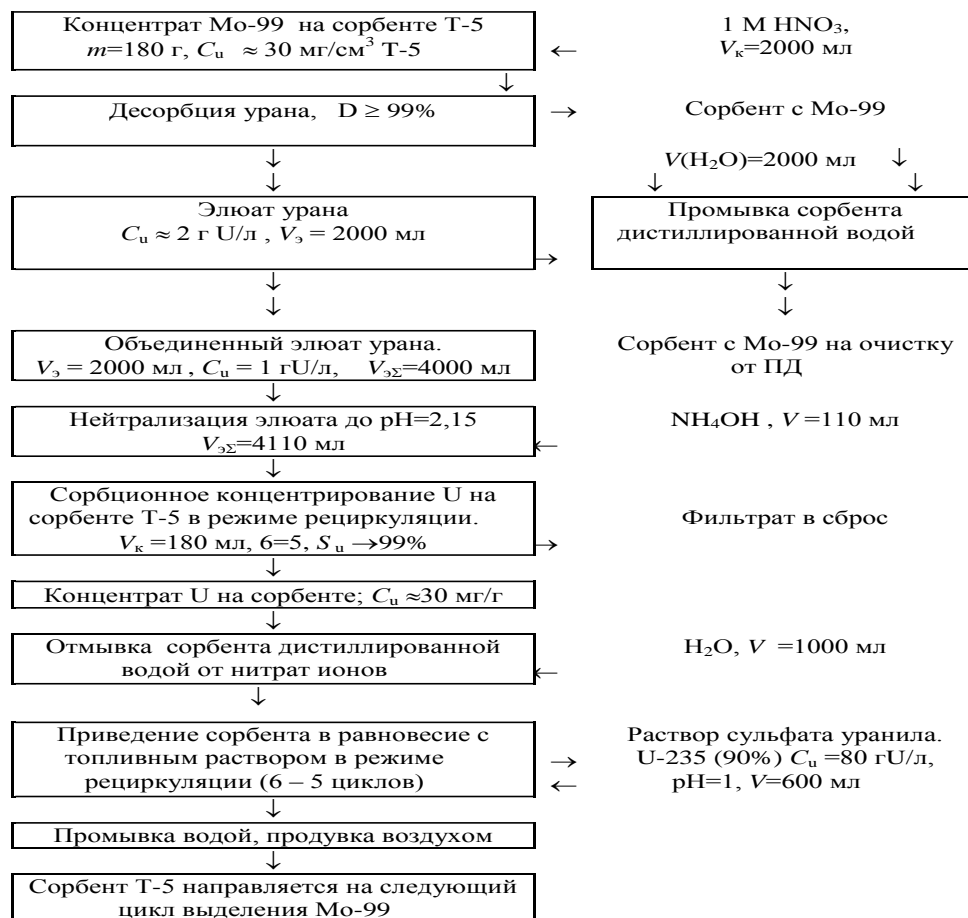 Концентрат Мо-99 на сорбенте Т-5
m=180 г, Cu ≈ 30 мг/см³ Т-5
←
1 М HNO₃,
Vк=2000 мл
↓
Десорбция урана, D ≥ 99%
→
Сорбент с Мо-99
↓
↓
V(H₂O)=2000 мл ↓
↓ ↓
Элюат урана
Cu ≈ 2 г U/л , Vэ = 2000 мл
→
Промывка сорбента
дистиллированной водой
↓
↓
↓
↓
Объединенный элюат урана.
Vэ = 2000 мл , Cu = 1 гU/л, VэΣ=4000 мл
Сорбент с Мо-99 на очистку
от ПД
↓
Нейтрализация элюата до pH=2,15
VэΣ=4110 мл
←
NH₄OH , V =110 мл
↓
Сорбционное концентрирование U на
сорбенте Т-5 в режиме рециркуляции.
Vк =180 мл, 6=5, S u →99%
→
Фильтрат в сброс
↓
Концентрат U на сорбенте; Cu ≈30 мг/г
↓
Отмывка сорбента дистиллированной
водой от нитрат ионов
←
H₂O, V =1000 мл
↓
Приведение сорбента в равновесие с
топливным раствором в режиме
рециркуляции (6 – 5 циклов)
→
←
Раствор сульфата уранила.
U-235 (90%) Cu =80 гU/л,
pH=1, V=600 мл
↓
Промывка водой, продувка воздухом
↓
Сорбент Т-5 направляется на следующий
цикл выделения Мо-99